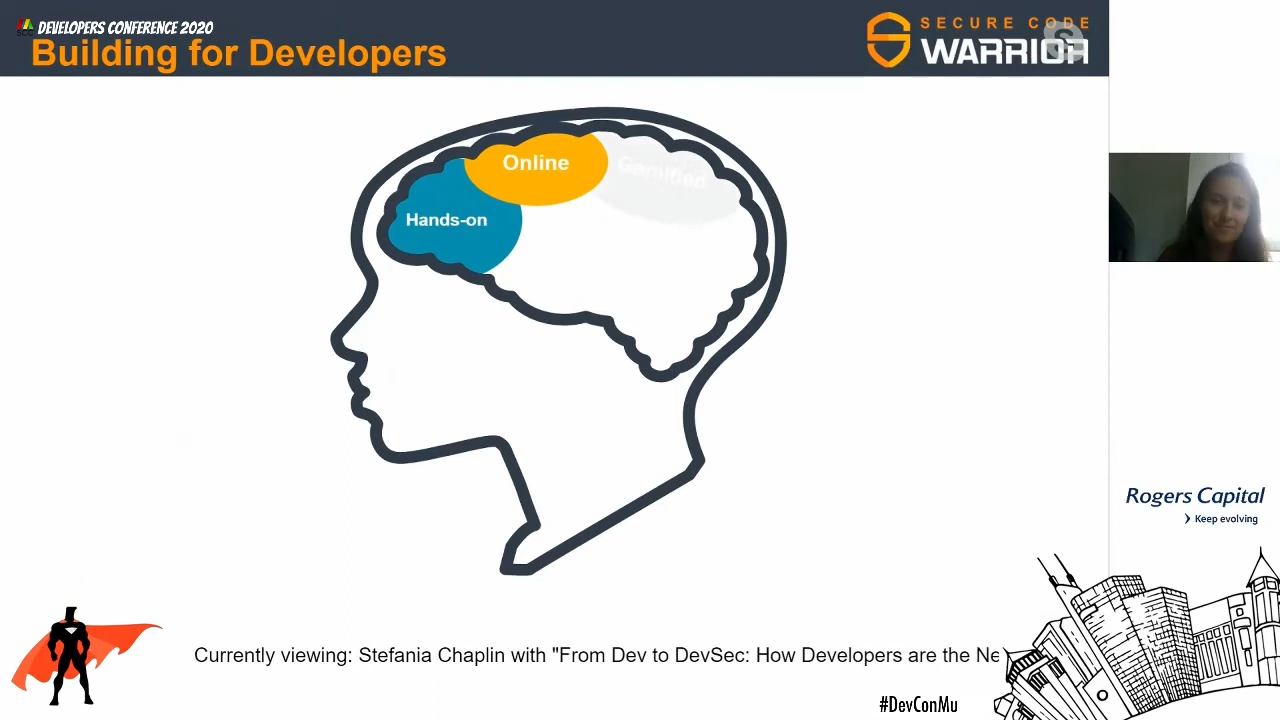 DEVELOPERS CONFERENCE 2020
Building for Developers
SECURE CODE
WARRIOR
Online
Gamified
Hands-on
Rogers Capital
Keep evolving
Currently viewing: Stefania Chaplin with "From Dev to DevSec: How Developers are the Ne
#DevConMu